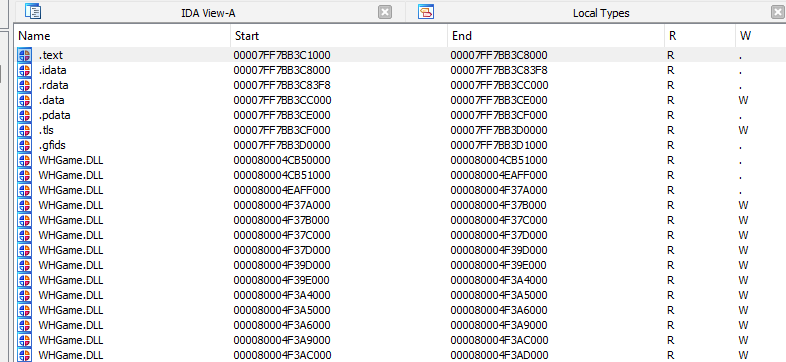 IDA View-A Local Types
Name Start End R W
.text 00007FF7BB3C1000 00007FF7BB3C8000 R .
.idata 00007FF7BB3C8000 00007FF7BB3C83F8 R .
.rdata 00007FF7BB3C83F8 00007FF7BB3CC000 R .
.data 00007FF7BB3CC000 00007FF7BB3CE000 R W
.pdata 00007FF7BB3CE000 00007FF7BB3CF000 R .
.tls 00007FF7BB3CF000 00007FF7BB3D0000 R W
.gfids 00007FF7BB3D0000 00007FF7BB3D1000 R .
WHGame.DLL 000080004CB50000 000080004CB51000 R .
WHGame.DLL 000080004CB51000 000080004EAFF000 R .
WHGame.DLL 000080004EAFF000 000080004F37A000 R .
WHGame.DLL 000080004F37A000 000080004F37B000 R W
WHGame.DLL 000080004F37B000 000080004F37C000 R W
WHGame.DLL 000080004F37C000 000080004F37D000 R W
WHGame.DLL 000080004F37D000 000080004F39D000 R W
WHGame.DLL 000080004F39D000 000080004F39E000 R W
WHGame.DLL 000080004F39E000 000080004F3A4000 R W
WHGame.DLL 000080004F3A4000 000080004F3A5000 R W
WHGame.DLL 000080004F3A5000 000080004F3A6000 R W
WHGame.DLL 000080004F3A6000 000080004F3A9000 R W
WHGame.DLL 000080004F3A9000 000080004F3AC000 R W
WHGame.DLL 000080004F3AC000 000080004F3AD000 R W